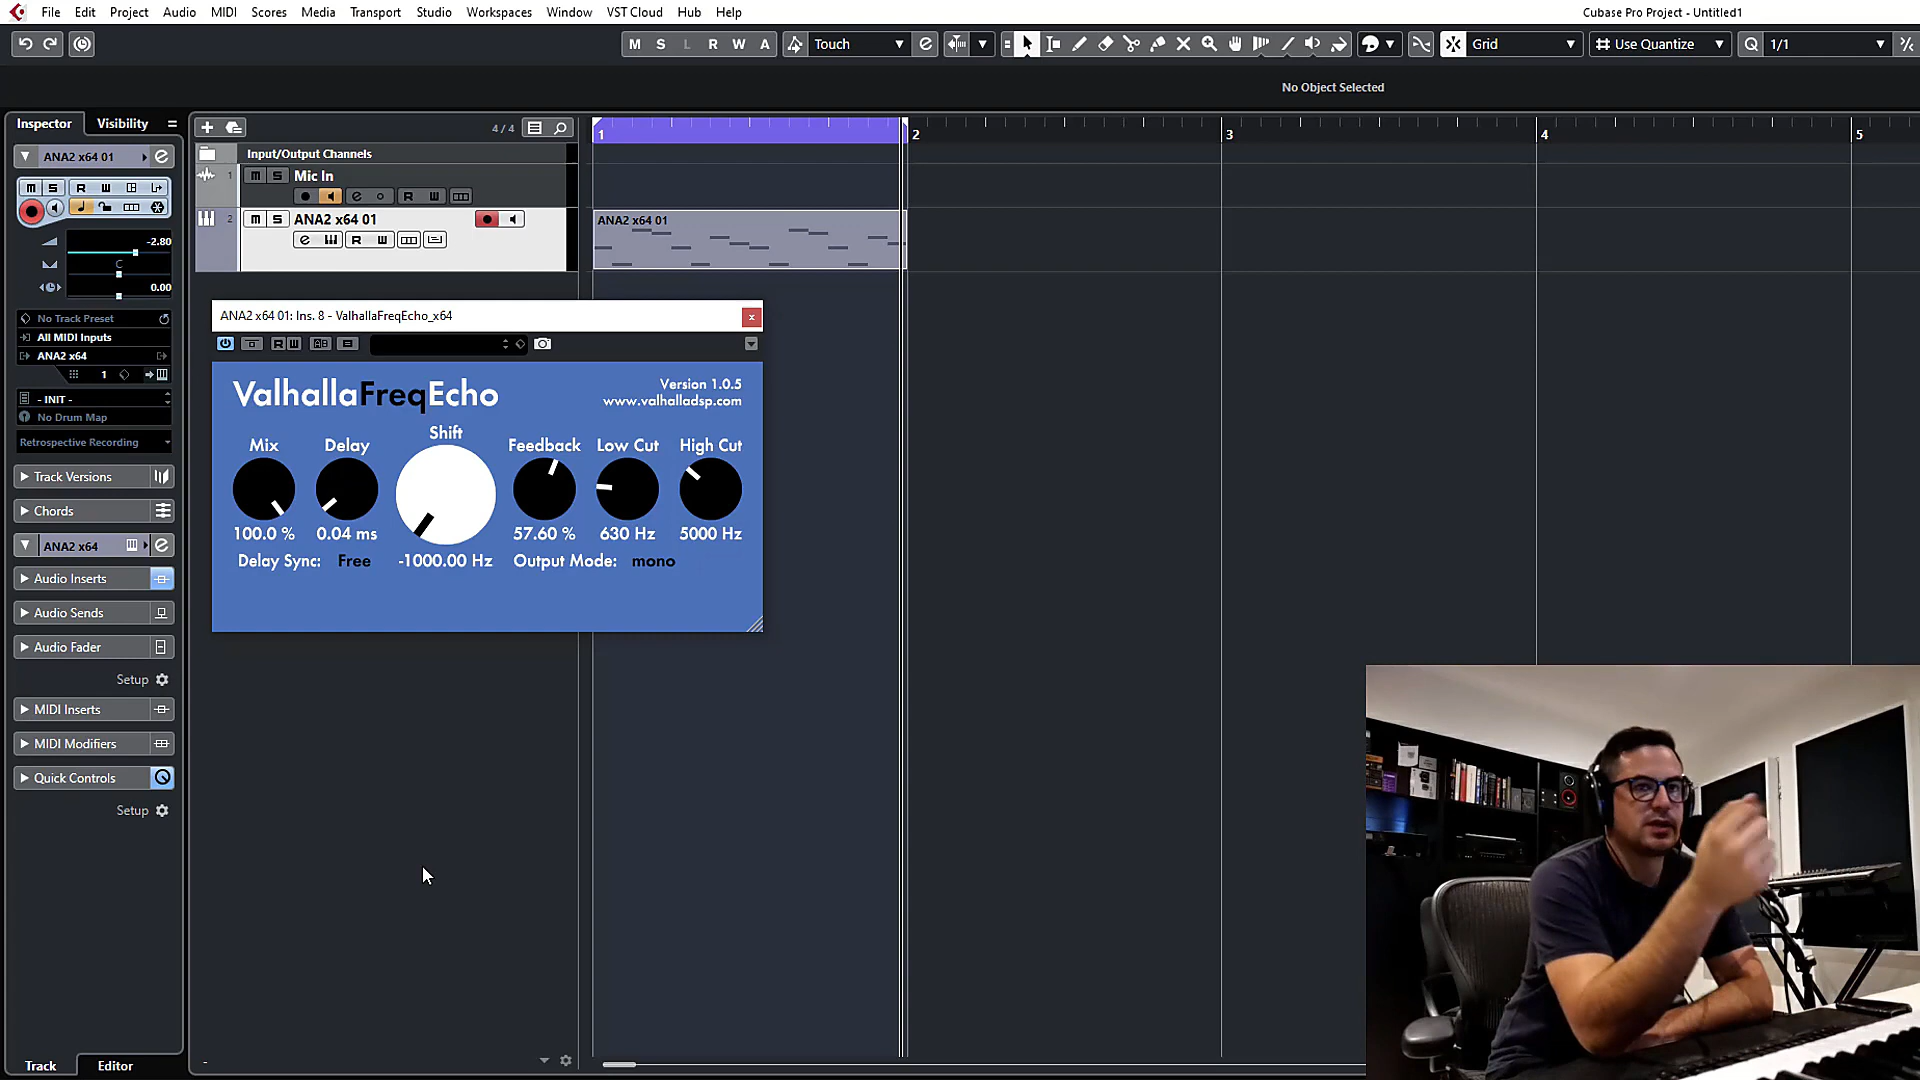 File Edit Project Audio MIDI Scores Media Transport Studio Workspaces Window VST Cloud Hub Help
Cubase Pro Project - Untitled1
M S L R W A Touch Grid Use Quantize Q 1/1
No Object Selected
Inspector Visibility
4 / 4
1 2 3 4 5
ANA2 x64 01
Input/Output Channels
1 m S Mic In
R W
m S R W
2 m S ANA2 x64 01
R W
ANA2 x64 01
-2.80
C
0.00
No Track Preset
All MIDI Inputs
ANA2 x64
1
- INIT -
No Drum Map
Retrospective Recording
Track Versions
Chords
ANA2 x64
Audio Inserts
Audio Sends
Audio Fader
Setup
MIDI Inserts
MIDI Modifiers
Quick Controls
Setup
Track Editor
ANA2 x64 01: Ins. 8 - ValhallaFreqEcho_x64
x
R W AB
ValhallaFreqEcho
Version 1.0.5
www.valhalladsp.com
Mix Delay Shift Feedback Low Cut High Cut
100.0 % 0.04 ms 57.60 % 630 Hz 5000 Hz
Delay Sync: Free -1000.00 Hz Output Mode: mono